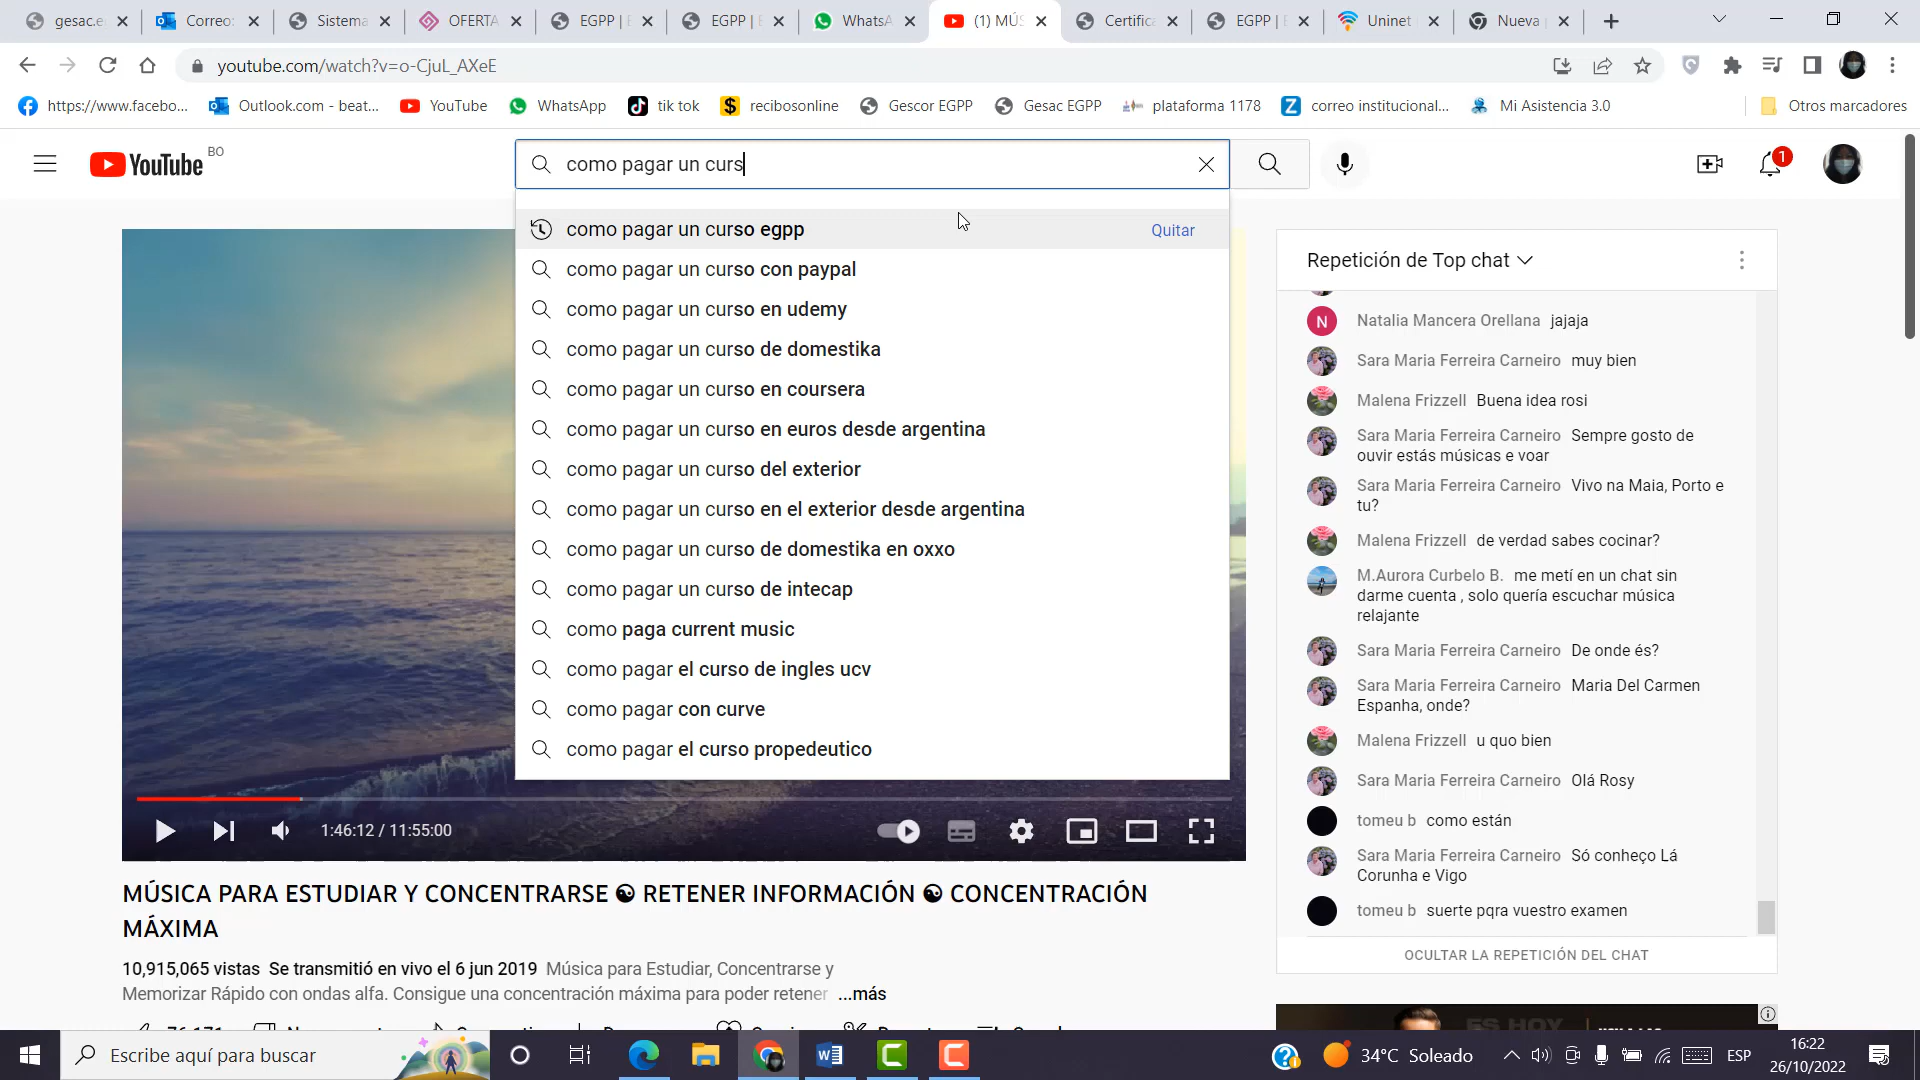 gesac.e
Correo:
Sistema
OFERTA
EGPP | E
EGPP | E
WhatsA
(1) MÚS
Certifica
EGPP | E
Uninet
Nueva
youtube.com/watch?v=o-CjuL_AXeE
https://www.facebo...
Outlook.com - beat...
YouTube
WhatsApp
tik tok
recibosonline
Gescor EGPP
Gesac EGPP
plataforma 1178
correo institucional...
Mi Asistencia 3.0
Otros marcadores
YouTube BO
como pagar un curs
1
como pagar un curso egpp
Quitar
como pagar un curso con paypal
como pagar un curso en udemy
como pagar un curso de domestika
como pagar un curso en coursera
como pagar un curso en euros desde argentina
como pagar un curso del exterior
como pagar un curso en el exterior desde argentina
como pagar un curso de domestika en oxxo
como pagar un curso de intecap
como paga current music
como pagar el curso de ingles ucv
como pagar con curve
como pagar el curso propedeutico
1:46:12 / 11:55:00
MÚSICA PARA ESTUDIAR Y CONCENTRARSE ☯ RETENER INFORMACIÓN ☯ CONCENTRACIÓN
MÁXIMA
10,915,065 vistas Se transmitió en vivo el 6 jun 2019 Música para Estudiar, Concentrarse y
Memorizar Rápido con ondas alfa. Consigue una concentración máxima para poder retener ...más
Repetición de Top chat
Natalia Mancera Orellana jajaja
Sara Maria Ferreira Carneiro muy bien
Malena Frizzell Buena idea rosi
Sara Maria Ferreira Carneiro Sempre gosto de
ouvir estás músicas e voar
Sara Maria Ferreira Carneiro Vivo na Maia, Porto e
tu?
Malena Frizzell de verdad sabes cocinar?
M.Aurora Curbelo B. me metí en un chat sin
darme cuenta , solo quería escuchar música
relajante
Sara Maria Ferreira Carneiro De onde és?
Sara Maria Ferreira Carneiro Maria Del Carmen
Espanha, onde?
Malena Frizzell u quo bien
Sara Maria Ferreira Carneiro Olá Rosy
tomeu b como están
Sara Maria Ferreira Carneiro Só conheço Lá
Corunha e Vigo
tomeu b suerte pqra vuestro examen
OCULTAR LA REPETICIÓN DEL CHAT
ES HOY
Escribe aquí para buscar
34°C Soleado
ESP
16:22
26/10/2022